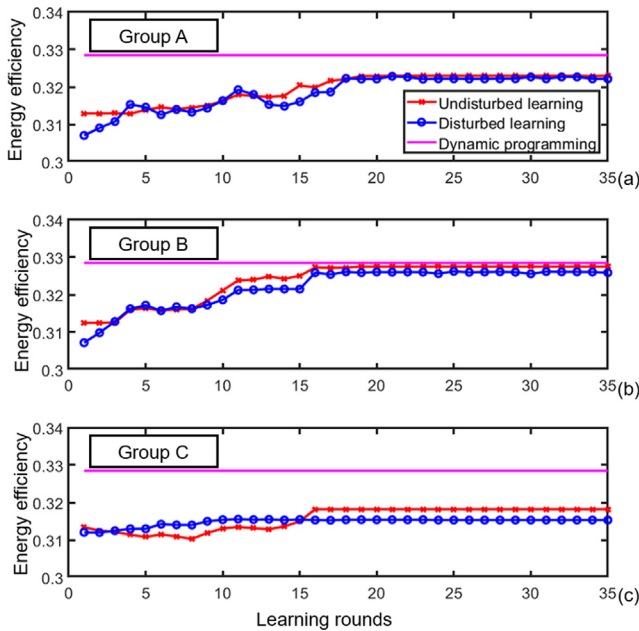 0.34
Group A
0.33
Energy efficiency
0.32
0.31
0.3
Undisturbed learning
Disturbed learning
Dynamic programming
0 5 10 15 20 25 30 35
(a)
0.34
Group B
0.33
Energy efficiency
0.32
0.31
0.3
0 5 10 15 20 25 30 35
(b)
0.34
Group C
0.33
Energy efficiency
0.32
0.31
0.3
0 5 10 15 20 25 30 35
(c)
Learning rounds